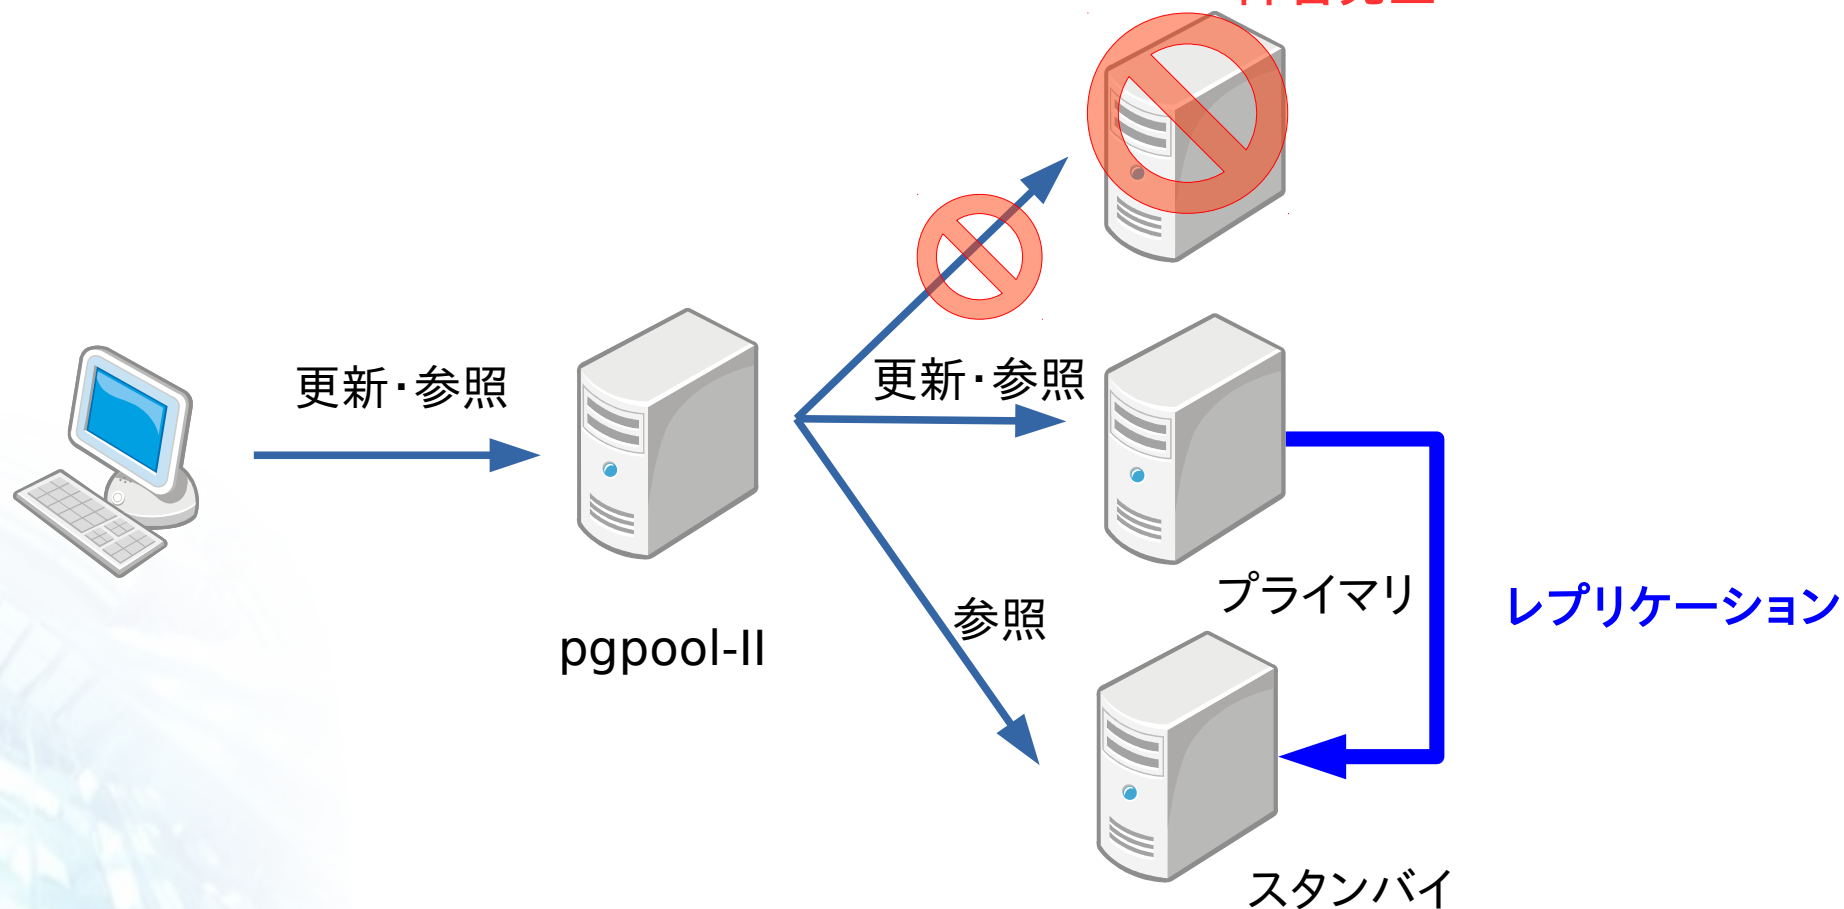 更新・参照
更新・参照
プライマリ
レプリケーション
参照
pgpool-II
スタンバイ